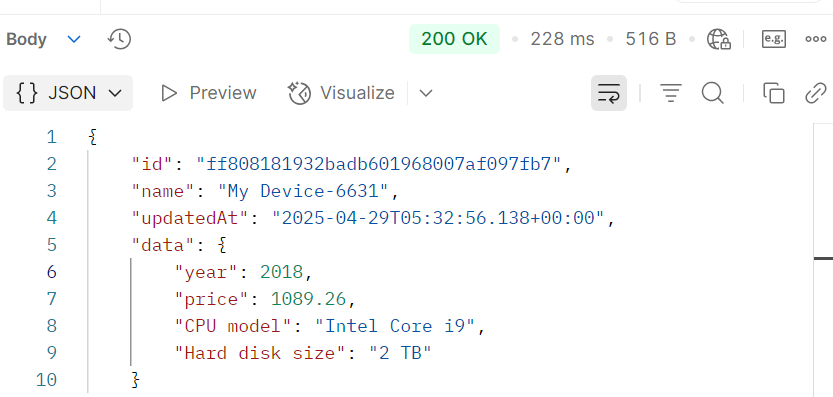 Body 200 OK 228 ms 516 B e.g.
{} JSON Preview Visualize
1 {
2 "id": "ff808181932badb601968007af097fb7",
3 "name": "My Device-6631",
4 "updatedAt": "2025-04-29T05:32:56.138+00:00",
5 "data": {
6 "year": 2018,
7 "price": 1089.26,
8 "CPU model": "Intel Core i9",
9 "Hard disk size": "2 TB"
10 }